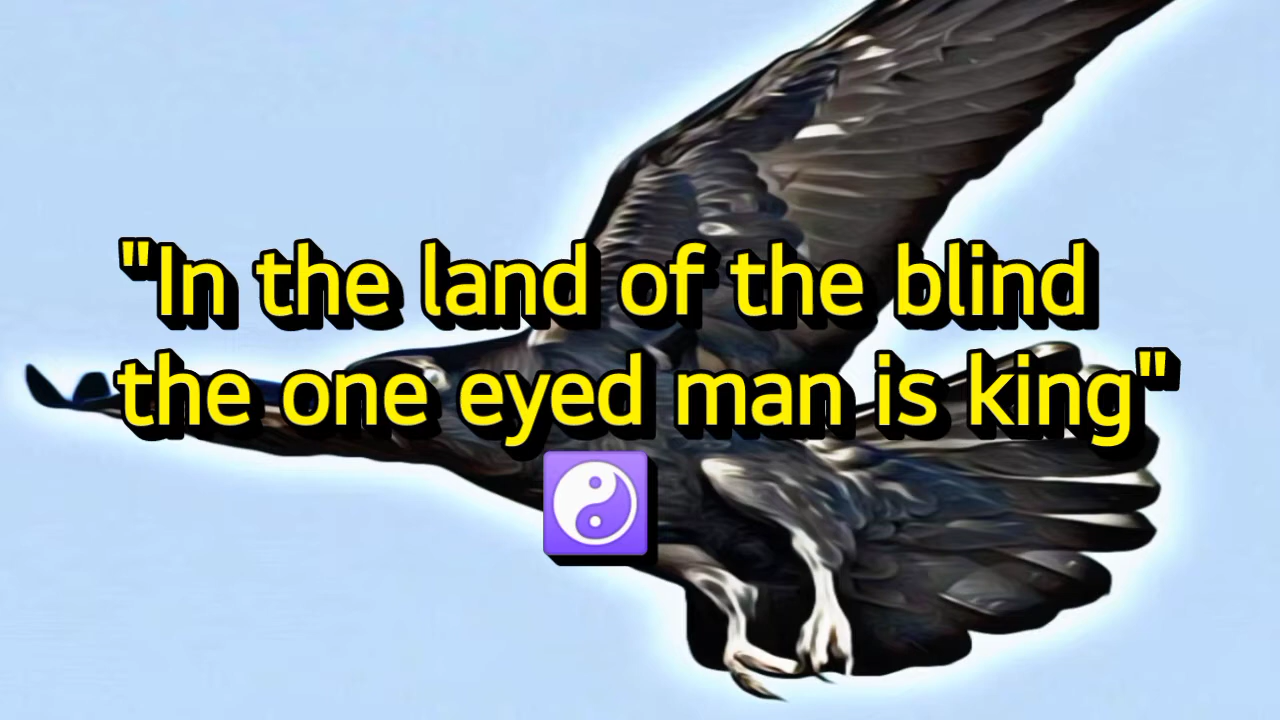 "In the land of the blind
the one eyed man is king"